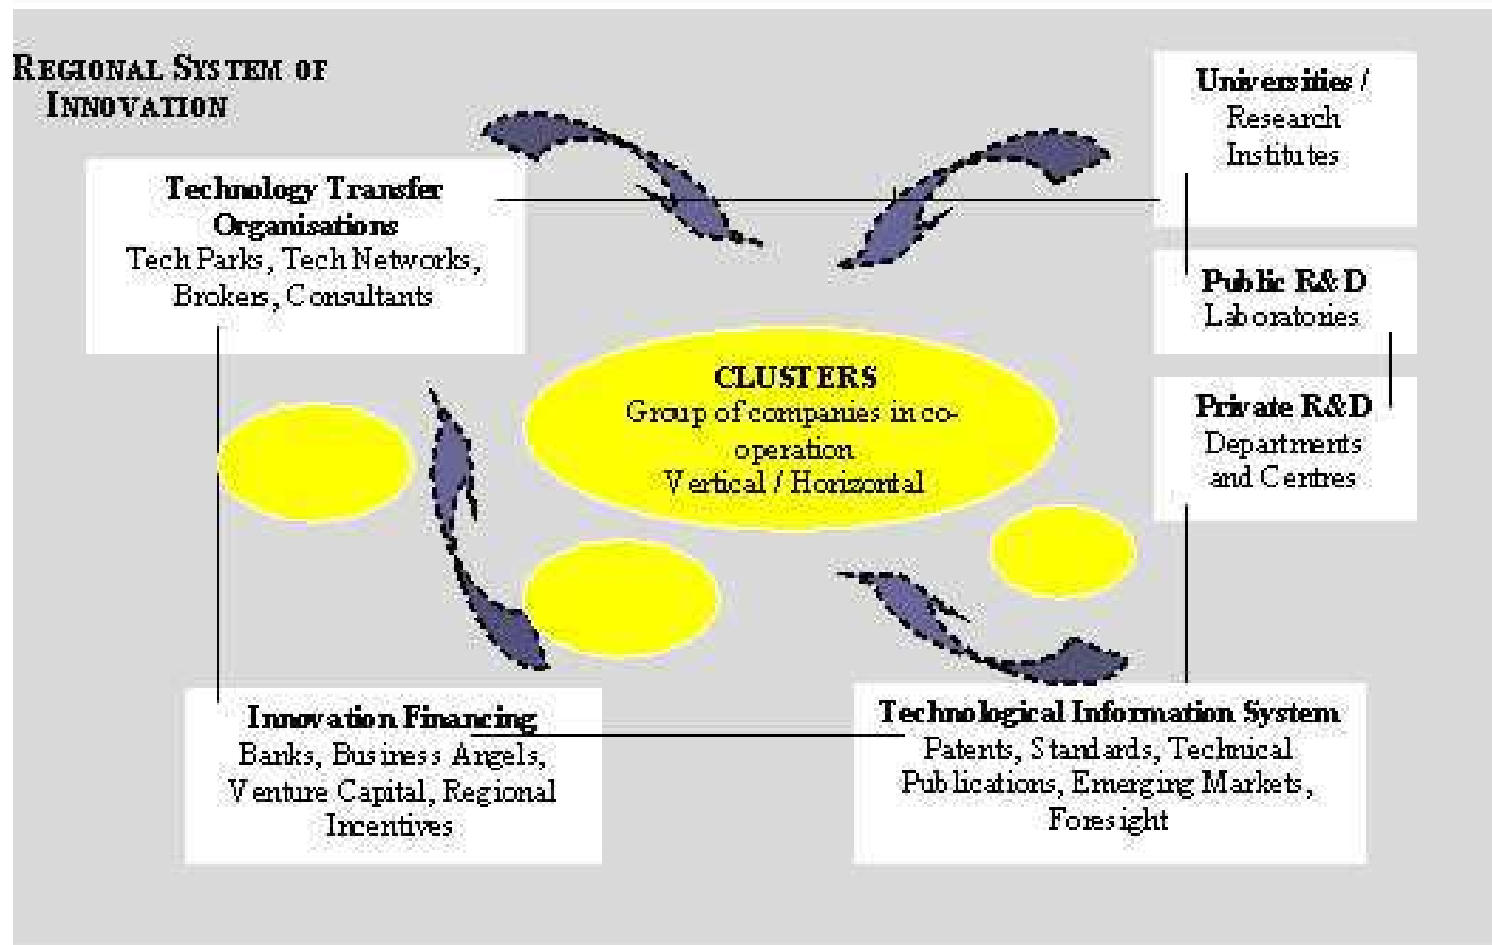 REGIONAL SYSTEM OF
INNOVATION
Technology Transfer
Organisations
Tech Parks, Tech Networks,
Brokers, Consultants
Universities /
Research
Institutes
Public R&D
Laboratories
Private R&D
Departments
and Centres
CLUSTERS
Group of companies in co-
operation
Vertical / Horizontal
Innovation Financing
Banks, Business Angels,
Venture Capital, Regional
Incentives
Technological Information System
Patents, Standards, Technical
Publications, Emerging Markets,
Foresight